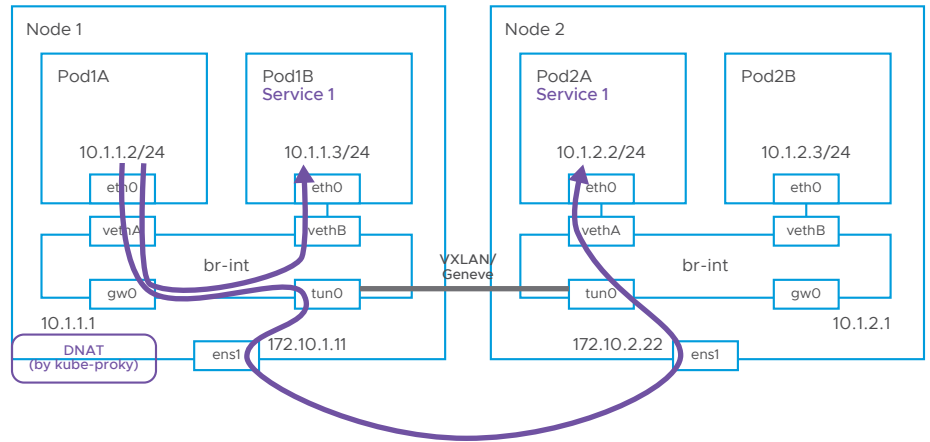 Node 1
Node 2
Pod1A
Pod1B
Service 1
Pod2A
Service 1
Pod2B
10.1.1.2/24
10.1.1.3/24
10.1.2.2/24
10.1.2.3/24
eth0
eth0
eth0
eth0
vethA
vethB
vethA
vethB
br-int
VXLAN/
Geneve
br-int
gw0
tun0
tun0
gw0
10.1.1.1
10.1.2.1
DNAT
(by kube-proky)
ens1
172.10.1.11
172.10.2.22
ens1